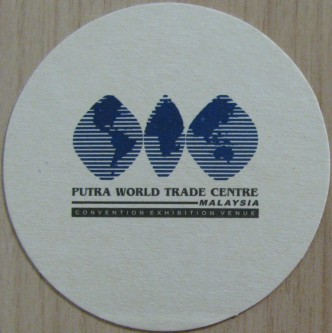 PUTRA WORLD TRADE CENTRE
MALAYSIA
CONVENTION EXHIBITION VENUE